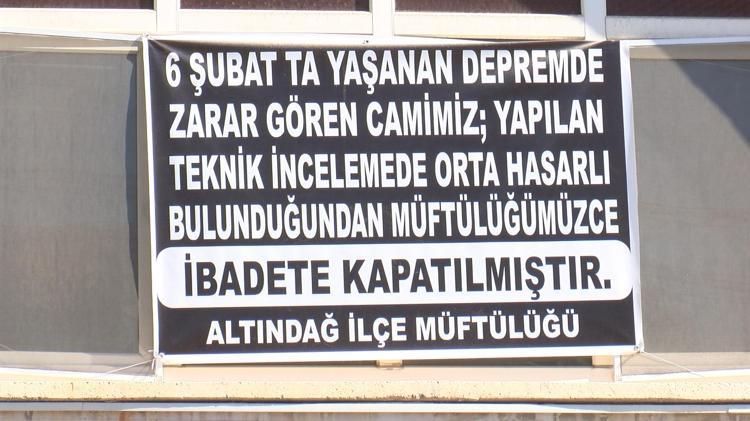 6 ŞUBAT TA YAŞANAN DEPREMDE
ZARAR GÖREN CAMİMİZ; YAPILAN
TEKNİK İNCELEMEDE ORTA HASARLI
BULUNDUĞUNDAN MÜFTÜLÜĞÜMÜZCE
İBADETE KAPATILMIŞTIR.
ALTINDAĞ İLÇE MÜFTÜLÜĞÜ